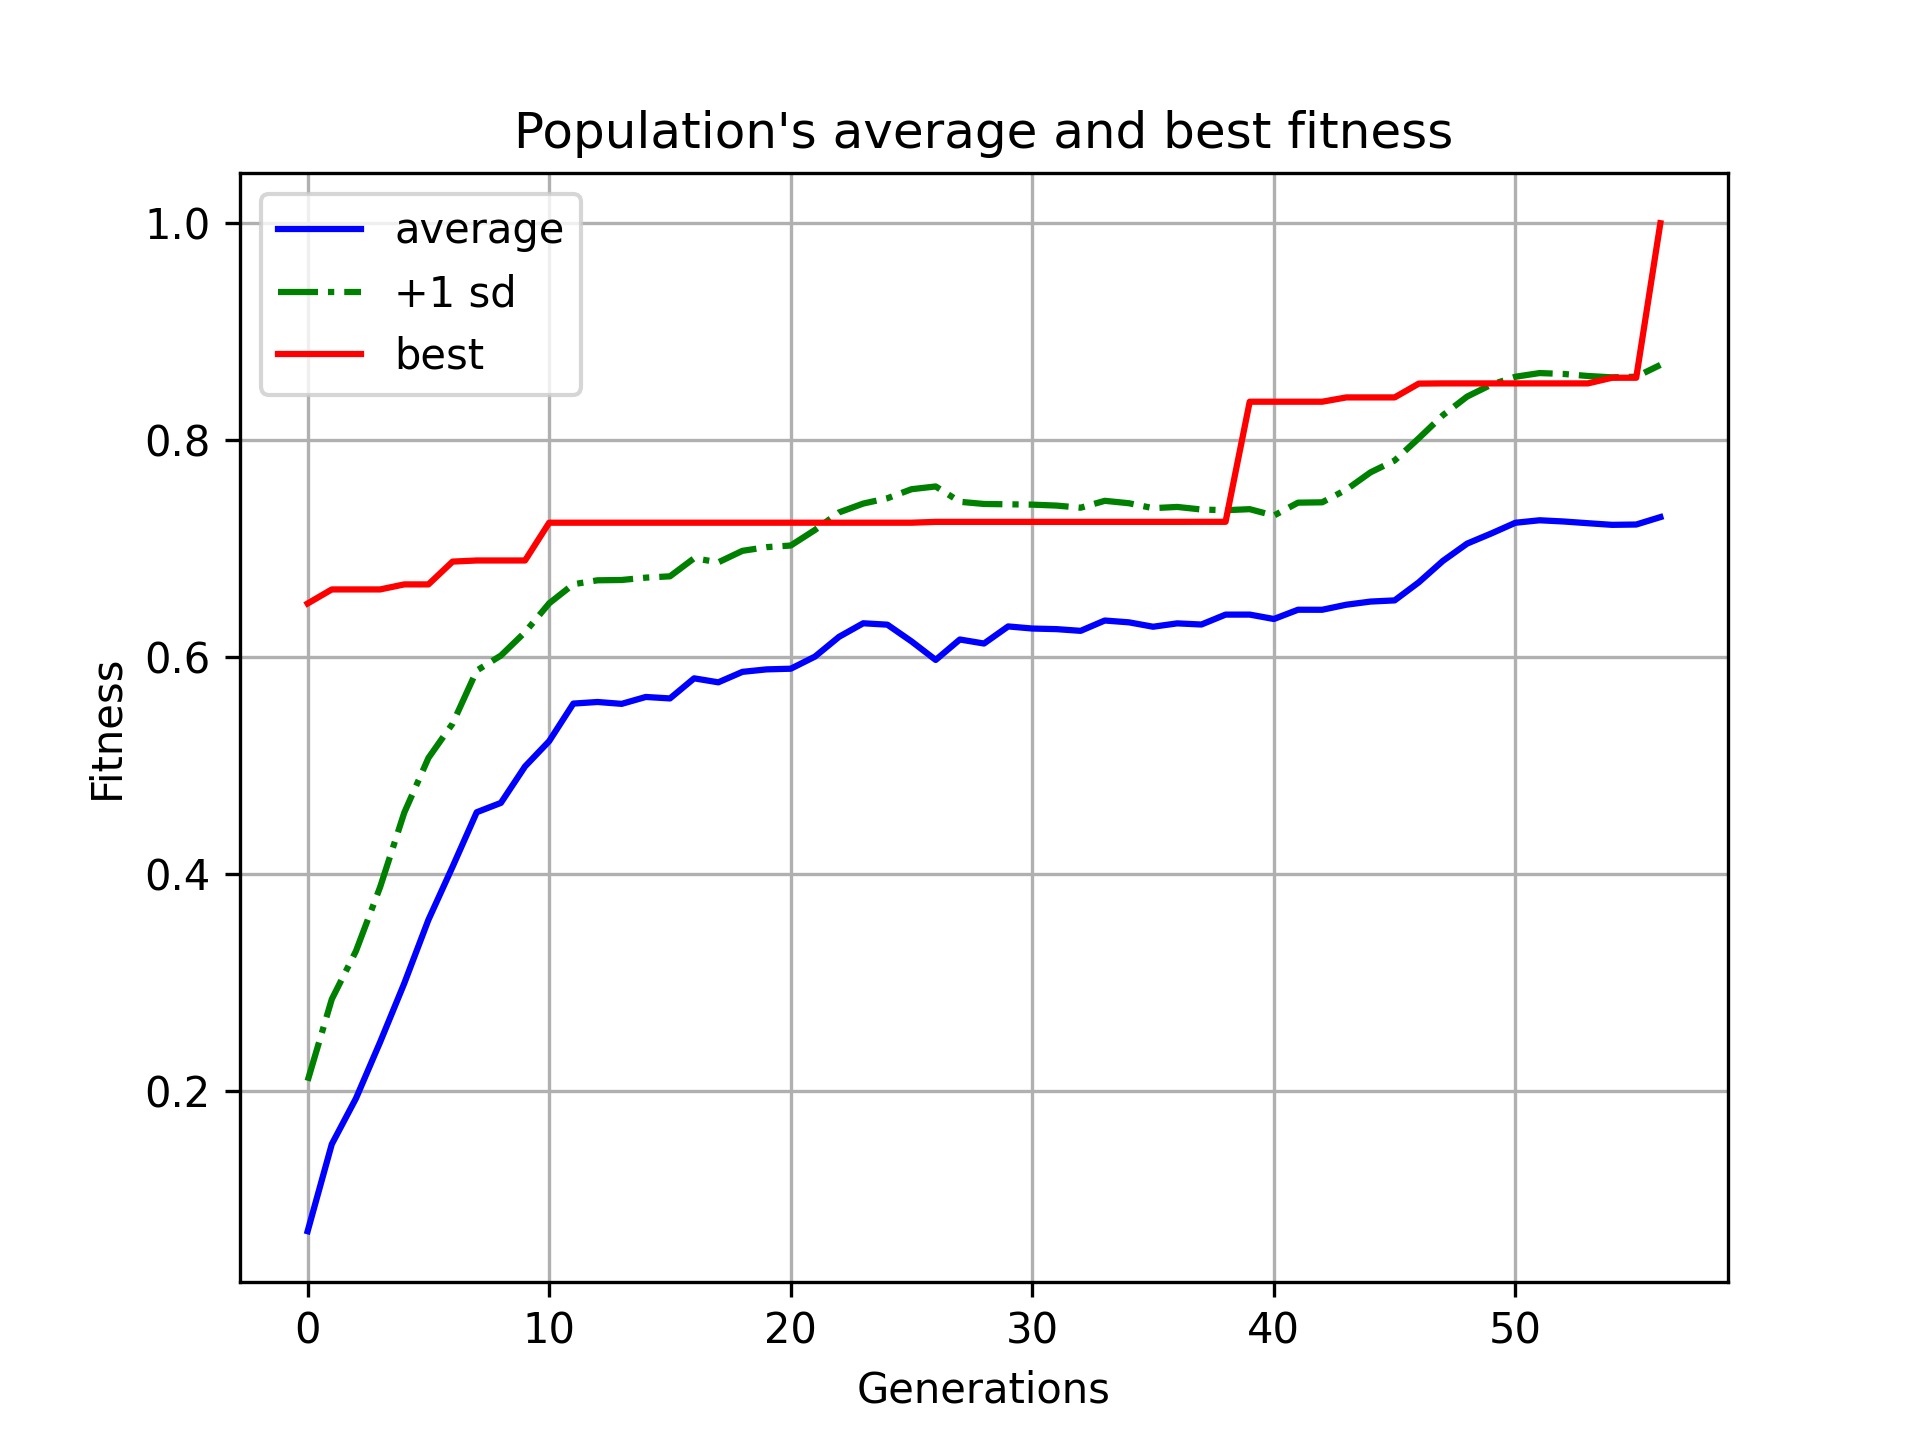 Population's average and best fitness
average
+1 sd
best
1.0
0.8
0.6
0.4
0.2
Fitness
0 10 20 30 40 50
Generations